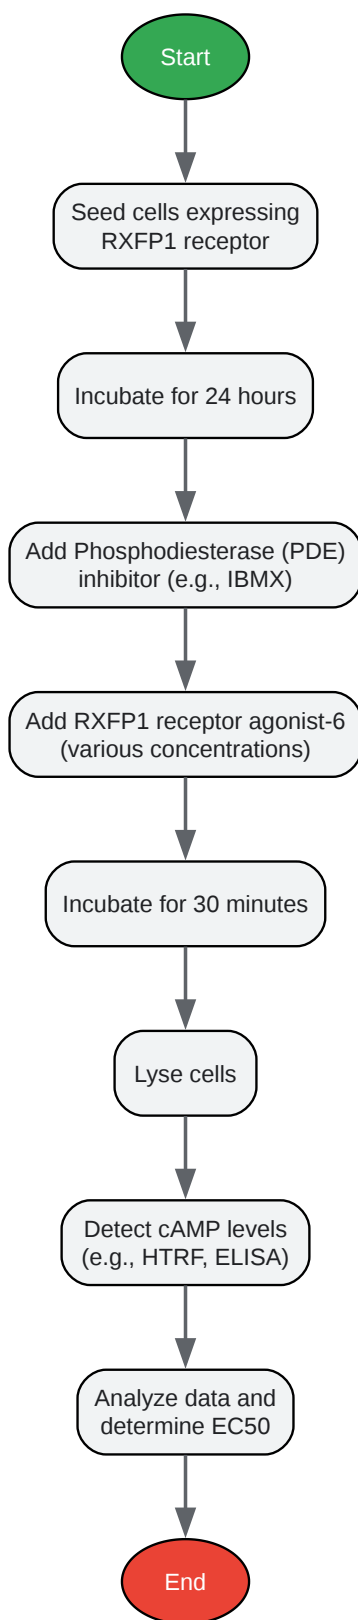 Start
Seed cells expressing
RXFP1 receptor
Incubate for 24 hours
Add Phosphodiesterase (PDE)
inhibitor (e.g., IBMX)
Add RXFP1 receptor agonist-6
(various concentrations)
Incubate for 30 minutes
Lyse cells
Detect cAMP levels
(e.g., HTRF, ELISA)
Analyze data and
determine EC50
End